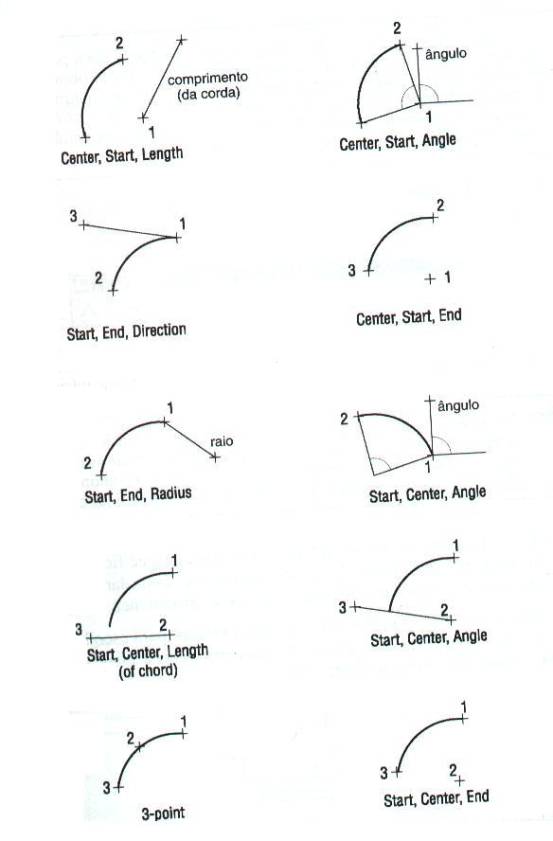 2
comprimento
(da corda)
1
Center, Start, Length
2
ângulo
1
Center, Start, Angle
3
1
2
Start, End, Direction
2
3
1
Center, Start, End
1
raio
2
Start, End, Radius
ângulo
2
1
Start, Center, Angle
1
3
2
Start, Center, Length
(of chord)
1
3
2
Start, Center, Angle
1
2
3
3-point
1
3
2
Start, Center, End